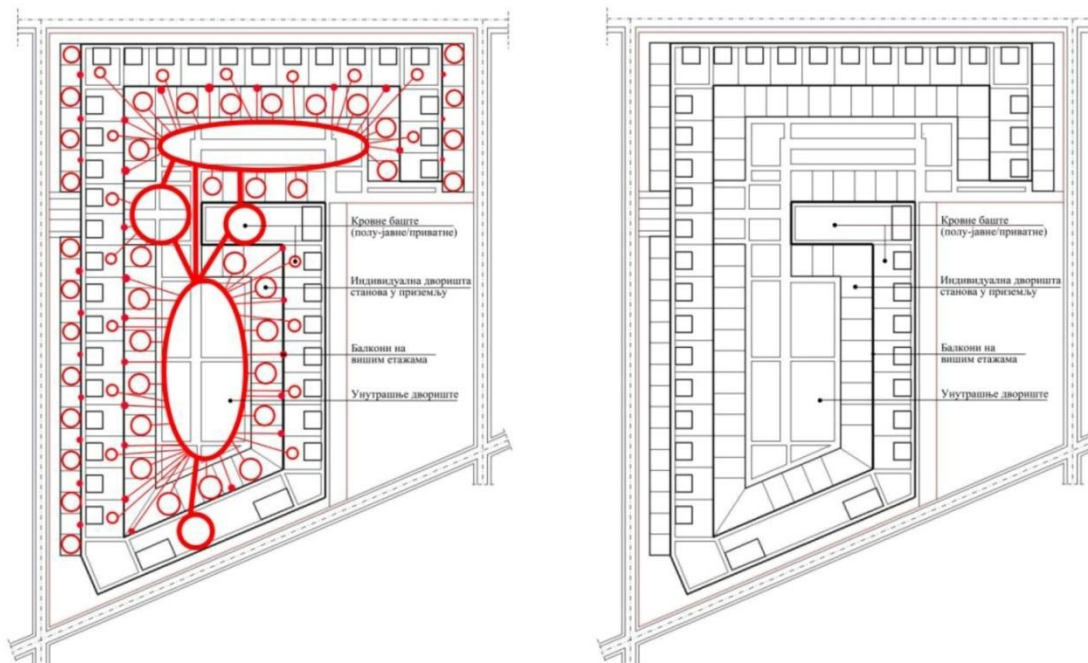 Кровне баште
(полу-јавне/приватне)
Индивидуална дворишта
станова у приземљу
Балкони на
вишим етажама
Унутрашње двориште
Кровне баште
(полу-јавне/приватне)
Индивидуална дворишта
станова у приземљу
Балкони на
вишим етажама
Унутрашње двориште